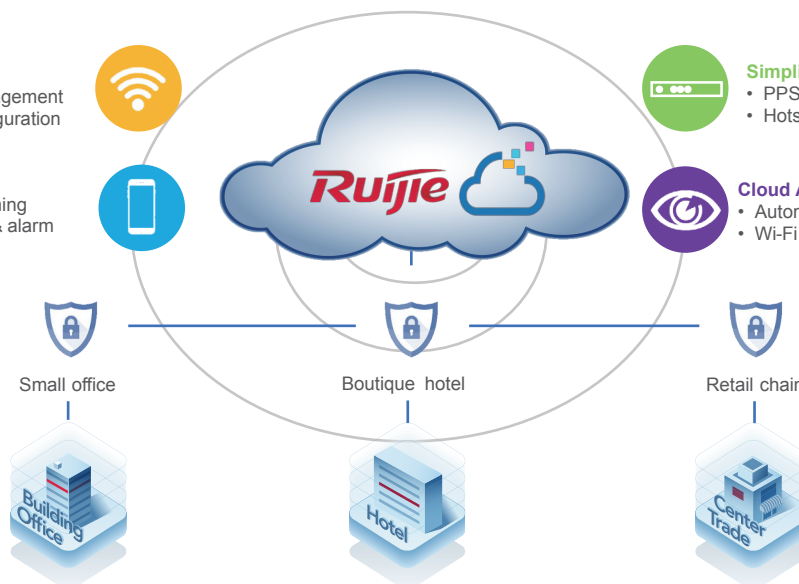 agement
guration
ning
& alarm
Ruijie
Simpli
• PPS
• Hots
Cloud A
• Autor
• Wi-Fi
Small office
Boutique hotel
Retail chain
Building
Office
Hotel
Center
Trade